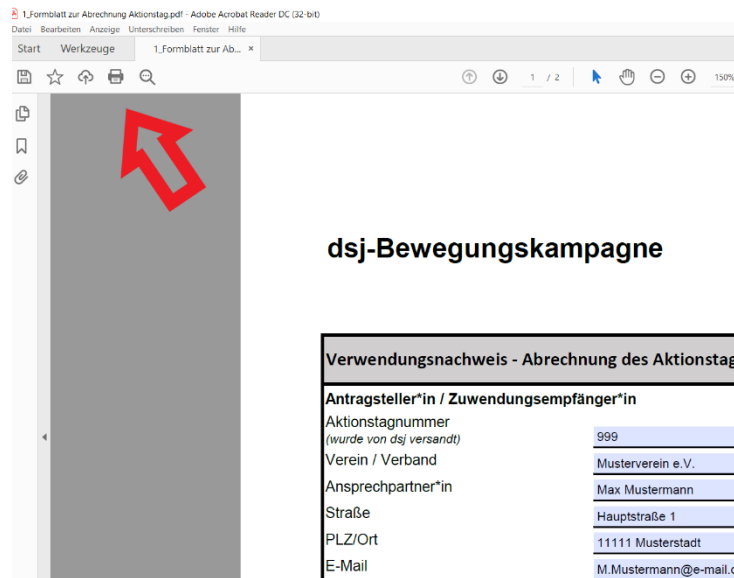 1_Formblatt zur Abrechnung Aktionstag.pdf - Adobe Acrobat Reader DC (32-bit)
Datei Bearbeiten Anzeige Unterschreiben Fenster Hilfe
Start Werkzeuge 1_Formblatt zur Ab... ×
1 / 2 150%
dsj-Bewegungskampagne
Verwendungsnachweis - Abrechnung des Aktionstag
Antragsteller*in / Zuwendungsempfänger*in
Aktionstagnummer
(wurde von dsj versandt) 999
Verein / Verband Musterverein e.V.
Ansprechpartner*in Max Mustermann
Straße Hauptstraße 1
PLZ/Ort 11111 Musterstadt
E-Mail M.Mustermann@e-mail.